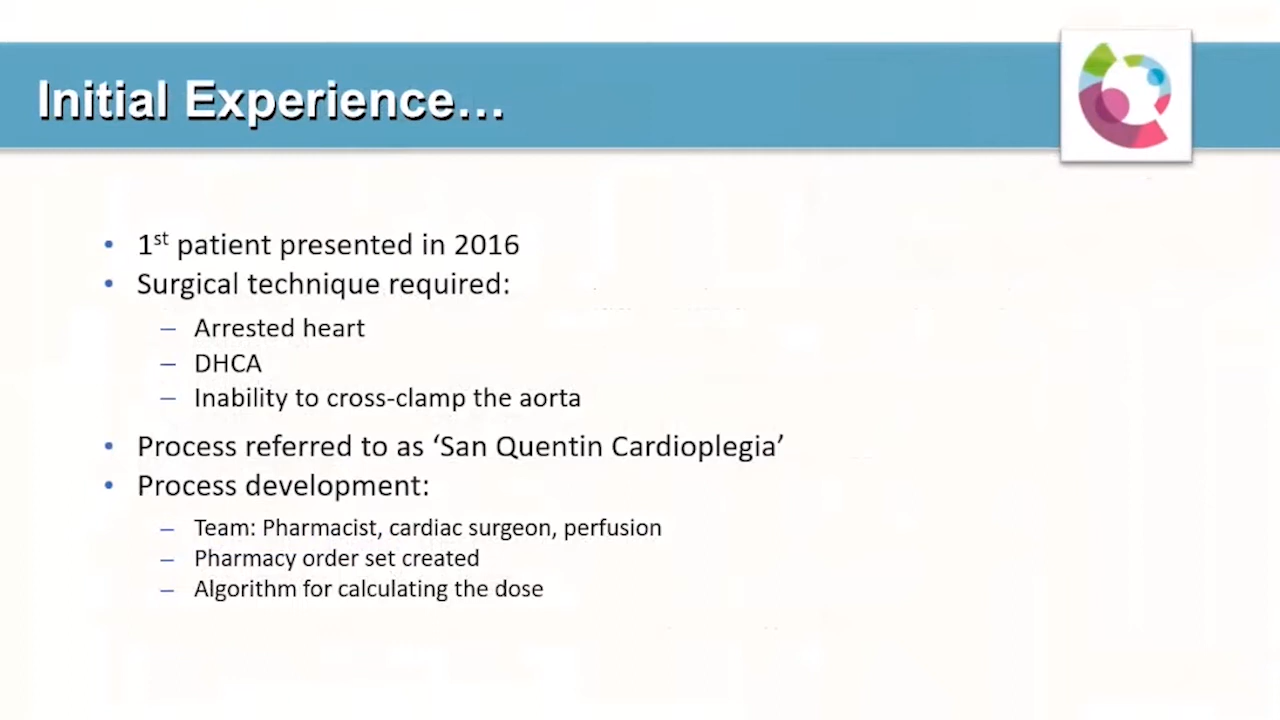 Initial Experience…
• 1st patient presented in 2016
• Surgical technique required:
– Arrested heart
– DHCA
– Inability to cross-clamp the aorta
• Process referred to as ‘San Quentin Cardioplegia’
• Process development:
– Team: Pharmacist, cardiac surgeon, perfusion
– Pharmacy order set created
– Algorithm for calculating the dose